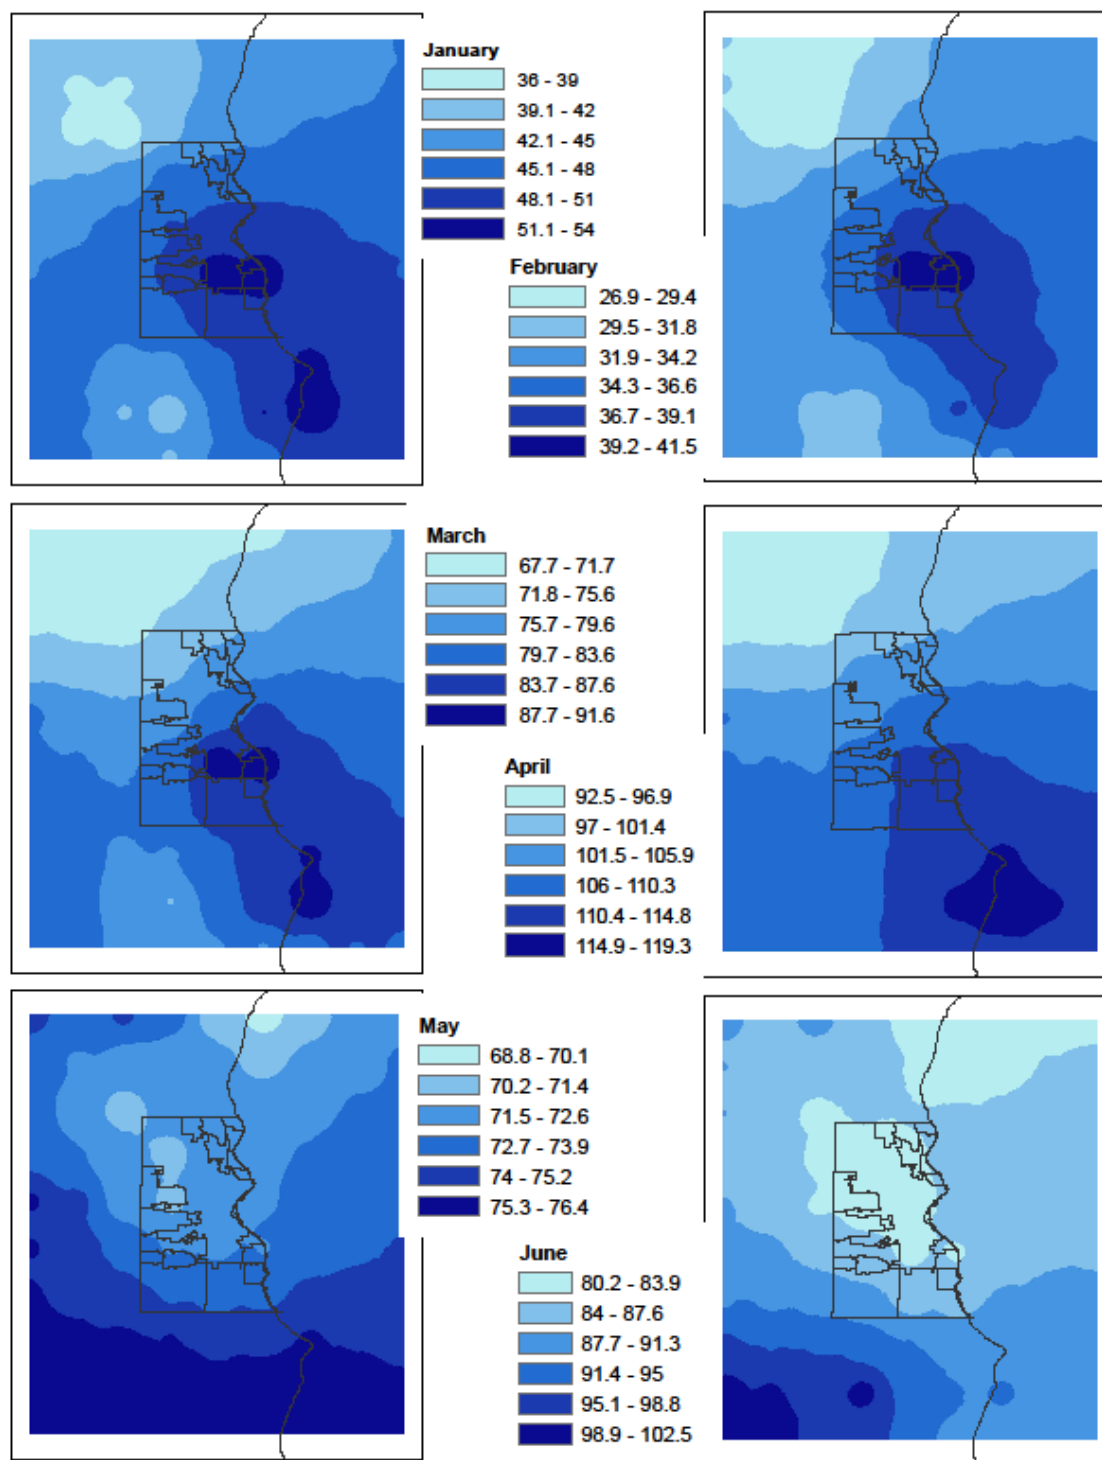 January
36 - 39
39.1 - 42
42.1 - 45
45.1 - 48
48.1 - 51
51.1 - 54
February
26.9 - 29.4
29.5 - 31.8
31.9 - 34.2
34.3 - 36.6
36.7 - 39.1
39.2 - 41.5
March
67.7 - 71.7
71.8 - 75.6
75.7 - 79.6
79.7 - 83.6
83.7 - 87.6
87.7 - 91.6
April
92.5 - 96.9
97 - 101.4
101.5 - 105.9
106 - 110.3
110.4 - 114.8
114.9 - 119.3
May
68.8 - 70.1
70.2 - 71.4
71.5 - 72.6
72.7 - 73.9
74 - 75.2
75.3 - 76.4
June
80.2 - 83.9
84 - 87.6
87.7 - 91.3
91.4 - 95
95.1 - 98.8
98.9 - 102.5